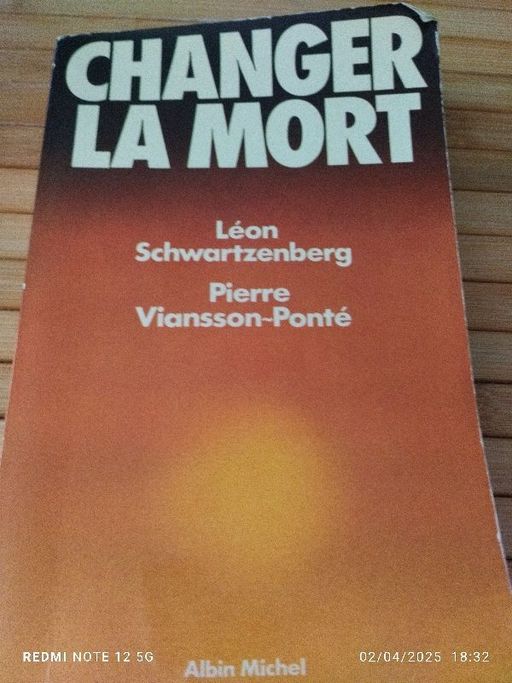 CHANGER
LA MORT
Léon
Schwartzenberg
Pierre
Viansson-Ponté
Albin Michel
REDMI NOTE 12 5G
02/04/2025 18:32